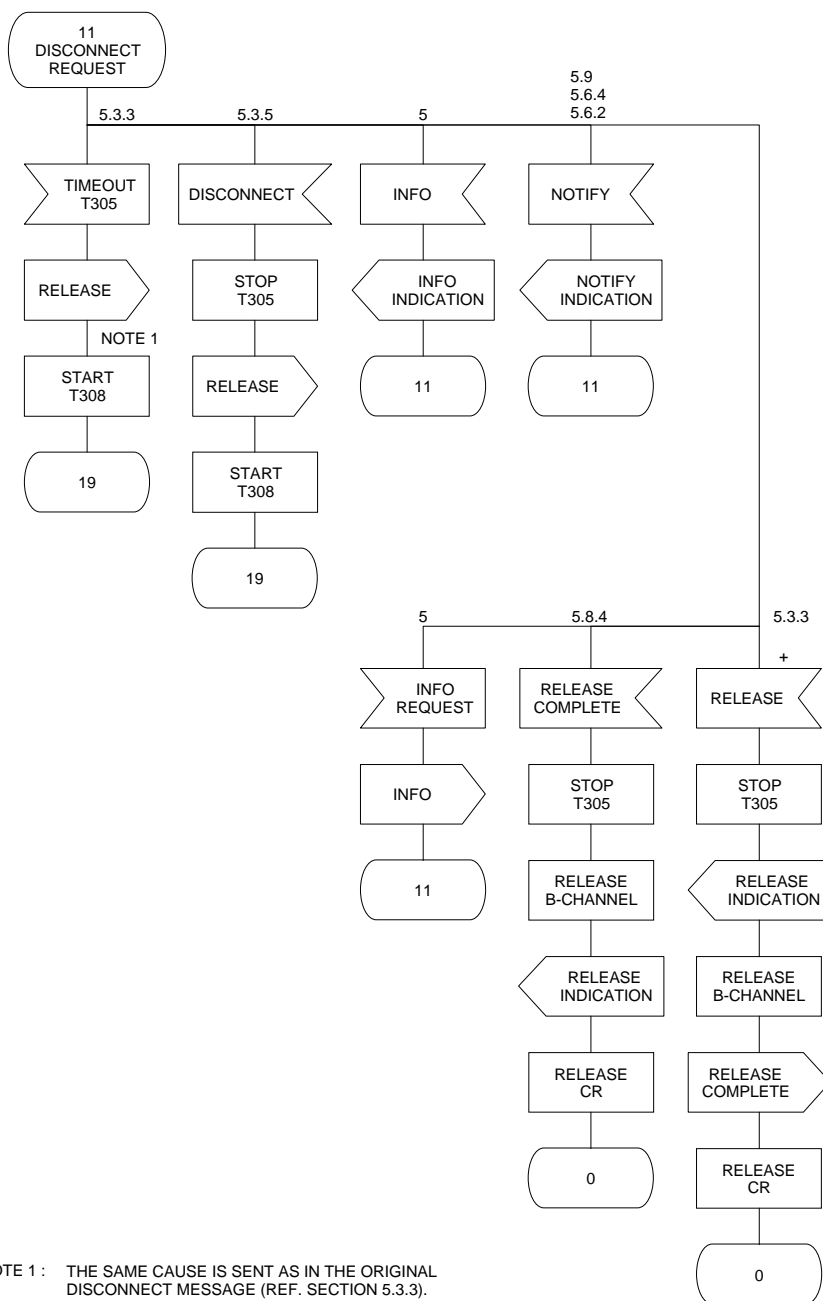 11
DISCONNECT
REQUEST
5.3.3
5.3.5
5
5.9
5.6.4
5.6.2
TIMEOUT
T305
DISCONNECT
INFO
NOTIFY
RELEASE
STOP
T305
INFO
INDICATION
NOTIFY
INDICATION
NOTE 1
START
T308
RELEASE
11
11
19
START
T308
19
5
5.8.4
5.3.3
+
INFO
REQUEST
RELEASE
COMPLETE
RELEASE
INFO
STOP
T305
STOP
T305
11
RELEASE
B-CHANNEL
RELEASE
INDICATION
RELEASE
INDICATION
RELEASE
B-CHANNEL
RELEASE
CR
RELEASE
COMPLETE
0
RELEASE
CR
0
OTE 1 : THE SAME CAUSE IS SENT AS IN THE ORIGINAL
DISCONNECT MESSAGE (REF. SECTION 5.3.3).